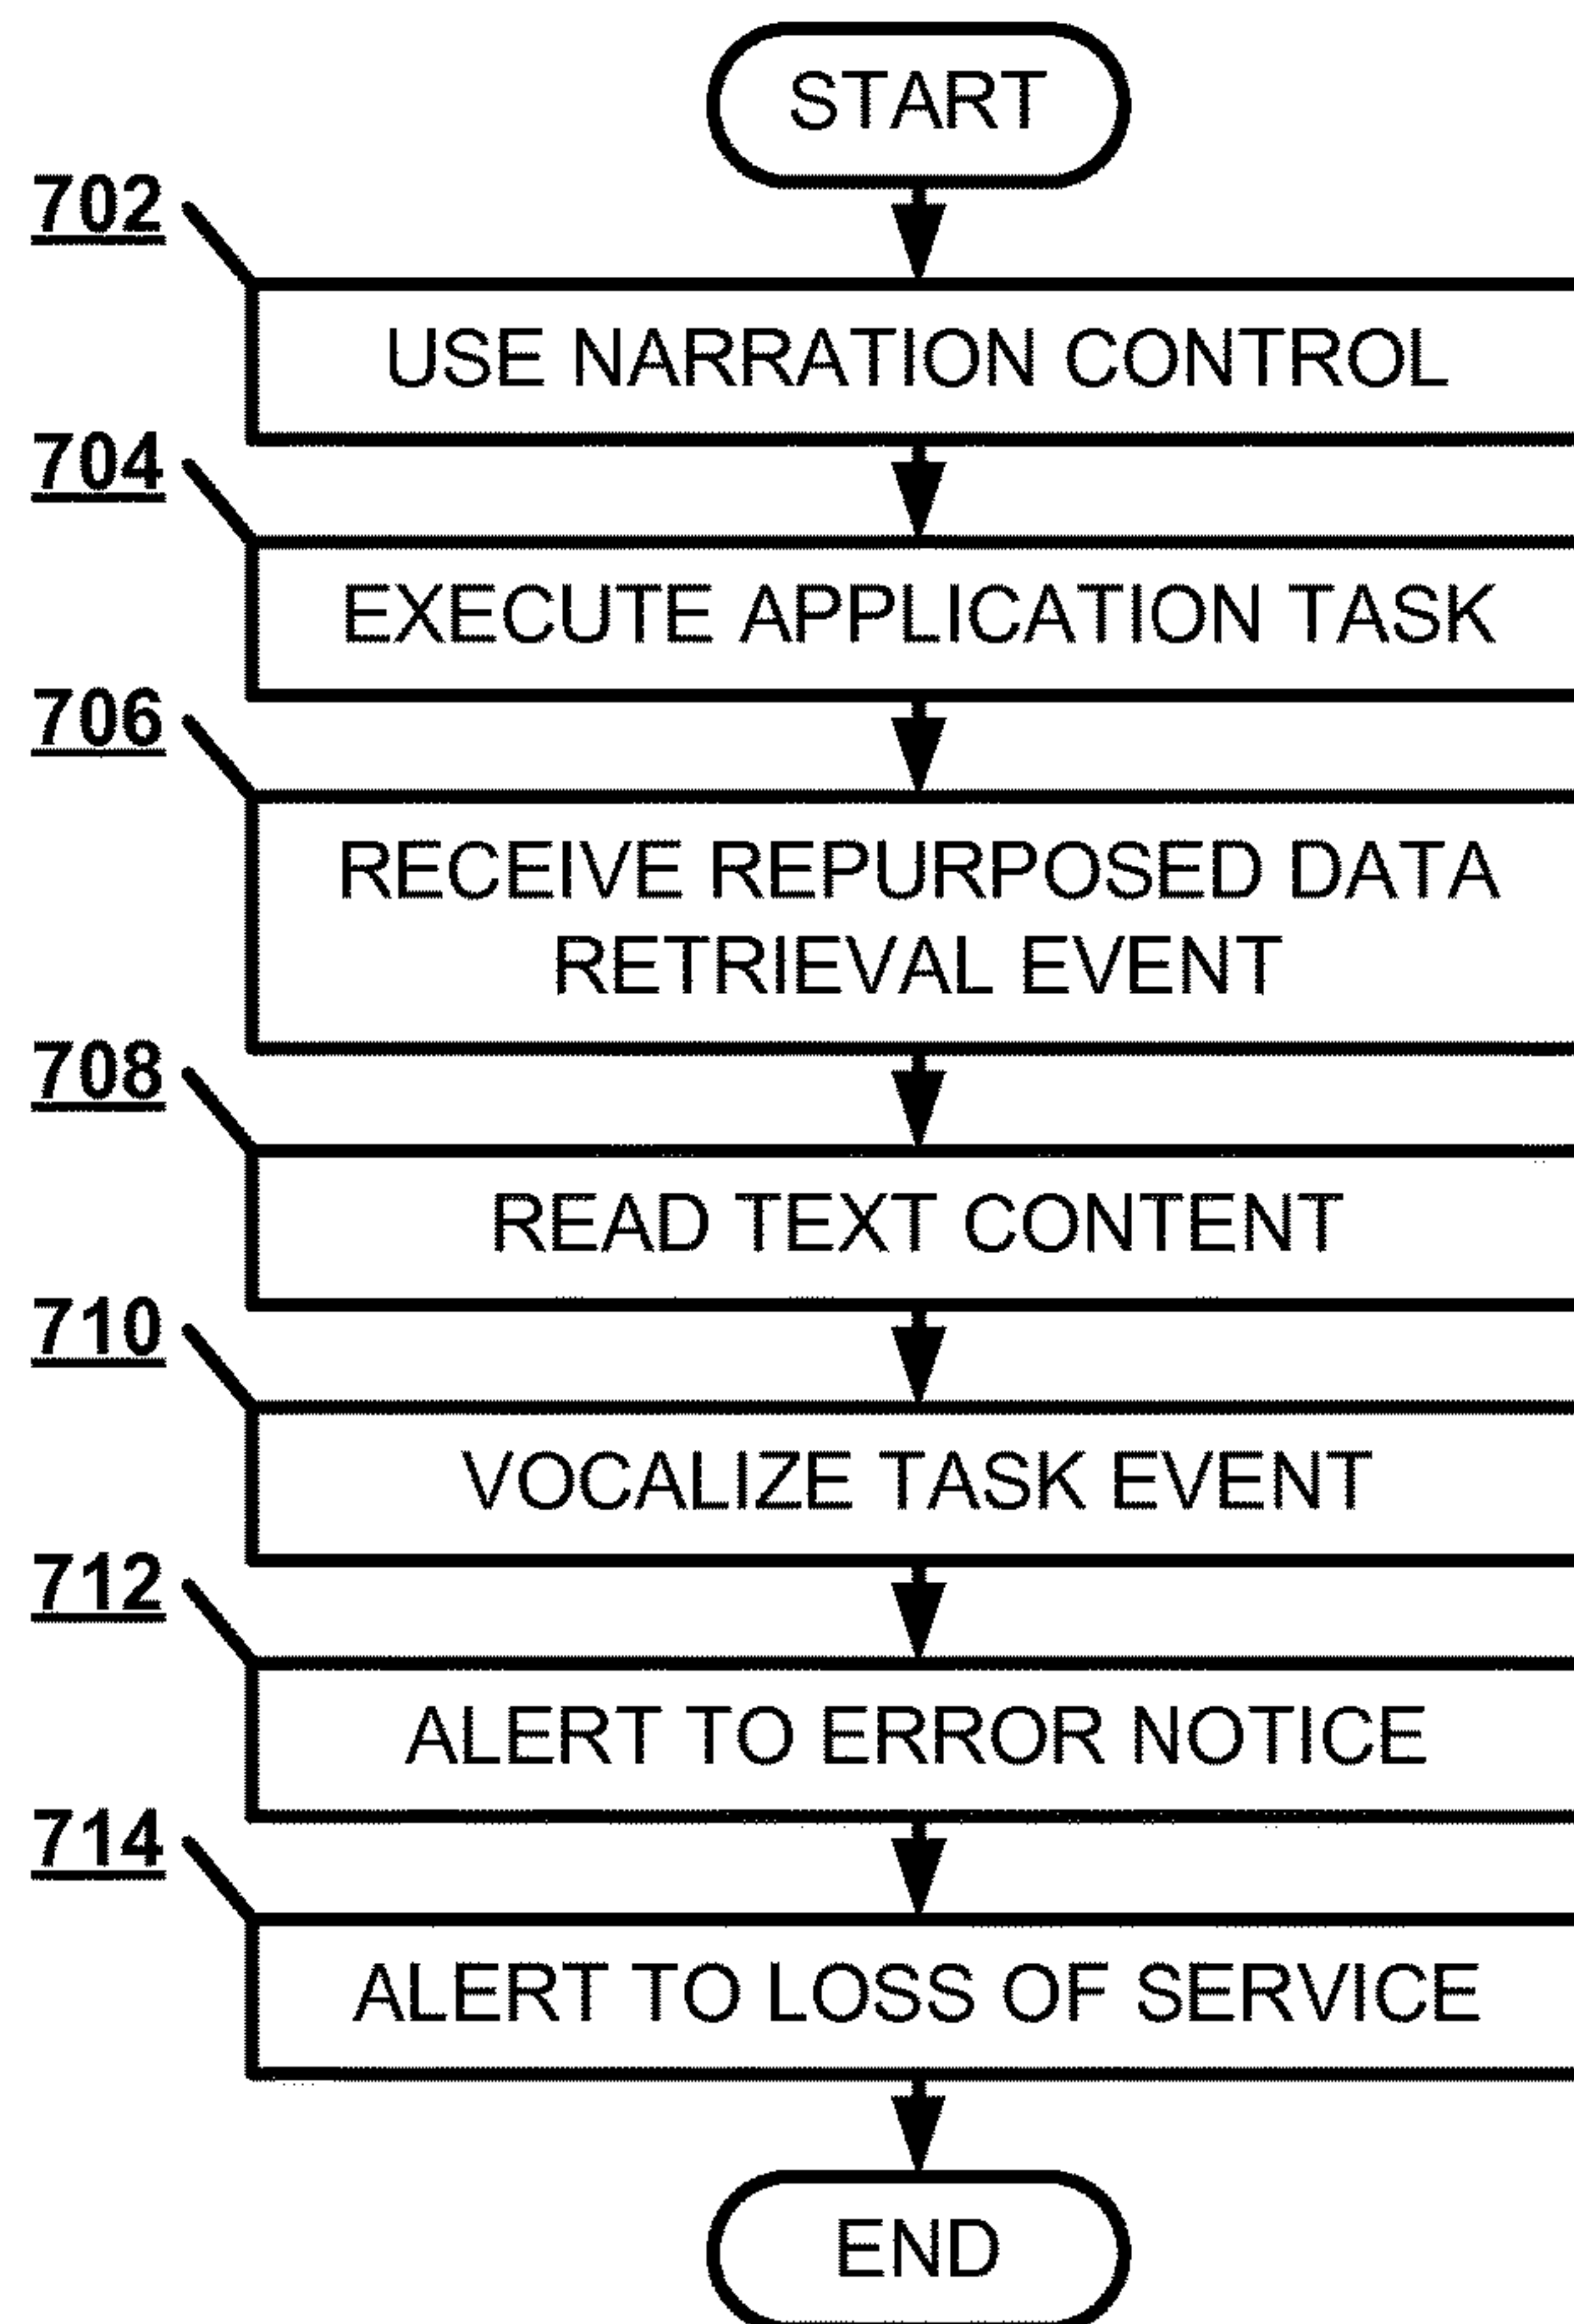 START
702
USE NARRATION CONTROL
704
EXECUTE APPLICATION TASK
706
RECEIVE REPURPOSED DATA
RETRIEVAL EVENT
708
READ TEXT CONTENT
710
VOCALIZE TASK EVENT
712
ALERT TO ERROR NOTICE
714
ALERT TO LOSS OF SERVICE
END